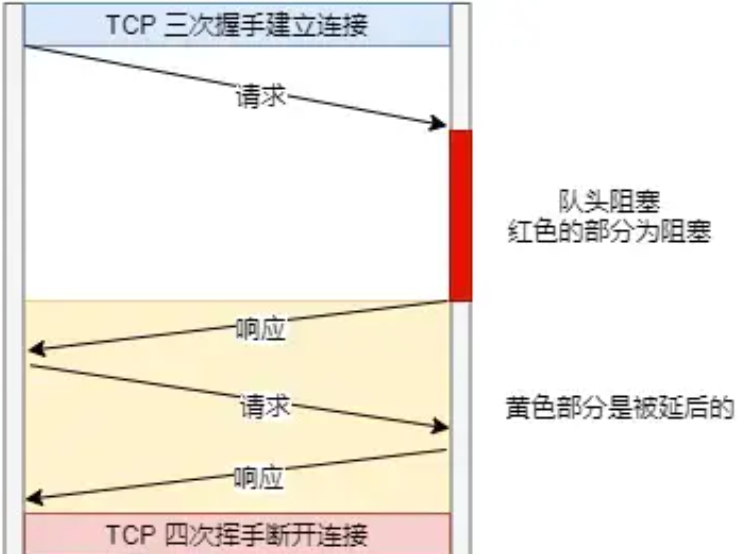 TCP 三次握手建立连接
请求
队头阻塞
红色的部分为阻塞
响应
请求
黄色部分是被延后的
响应
TCP 四次挥手断开连接